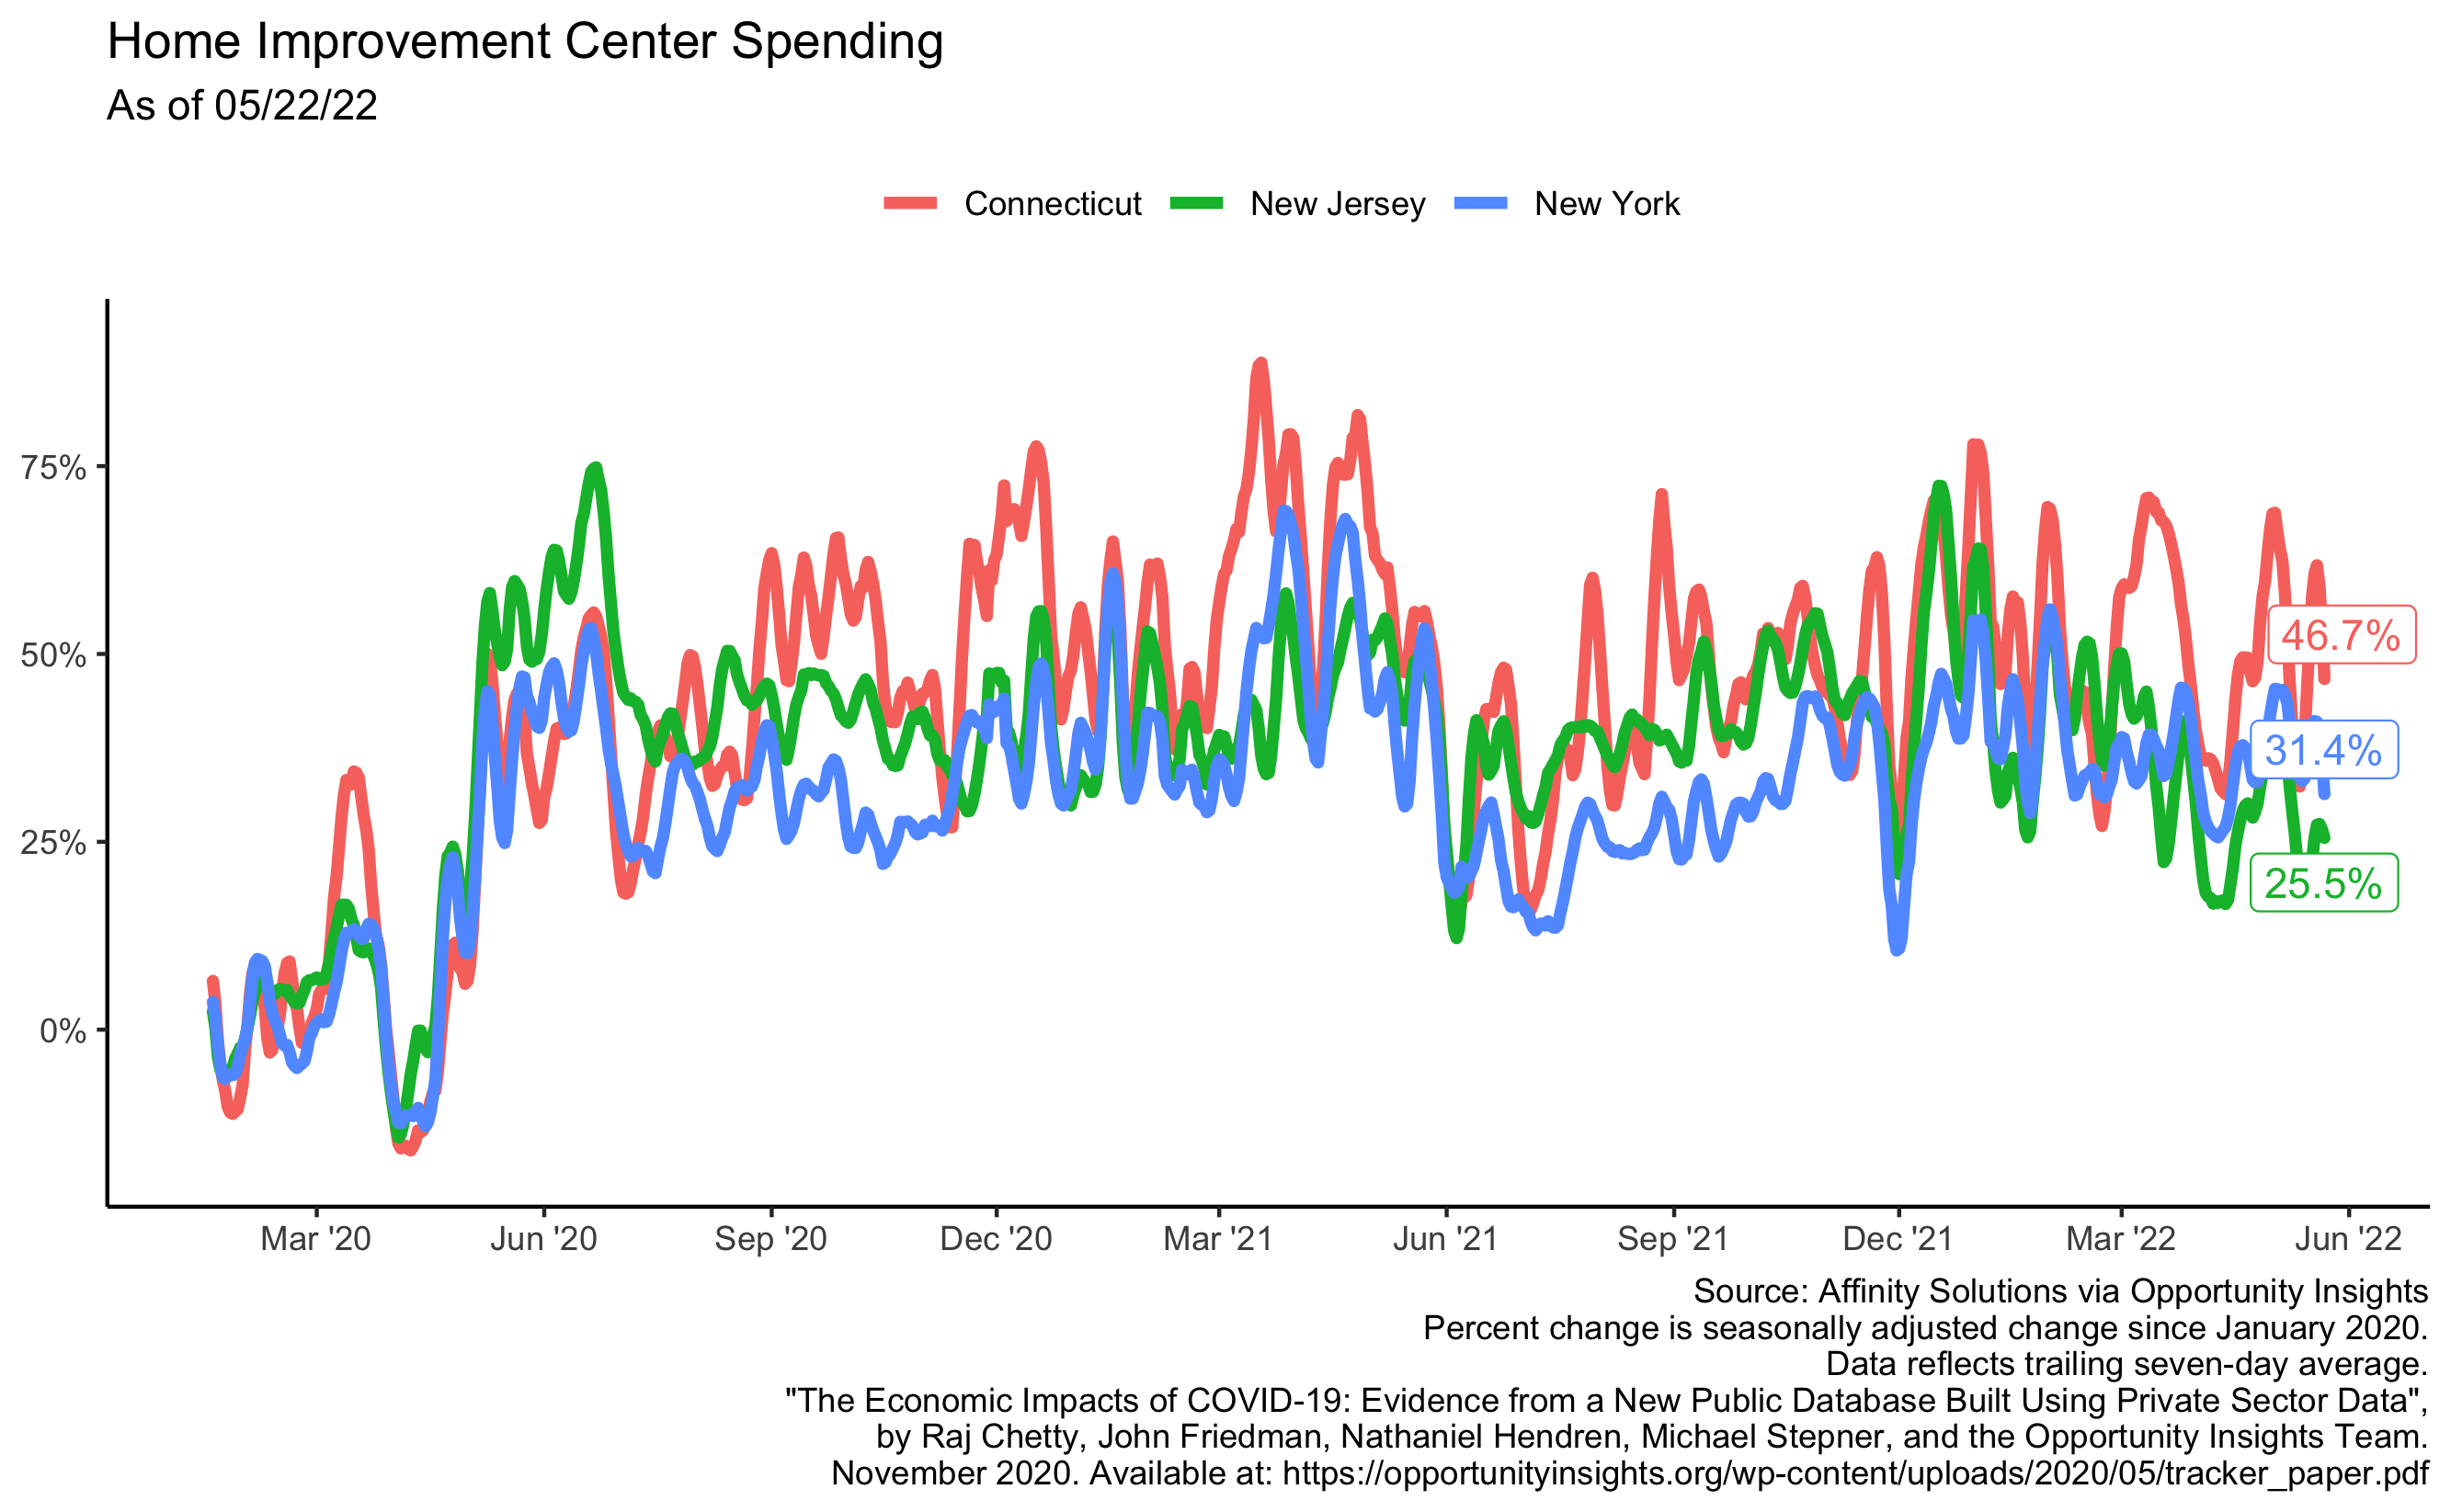 Home Improvement Center Spending
As of 05/22/22
Connecticut New Jersey New York
75%
50%
25%
0%
46.7%
31.4%
25.5%
Mar '20 Jun '20 Sep '20 Dec '20 Mar '21 Jun '21 Sep '21 Dec '21 Mar '22 Jun '22
Source: Affinity Solutions via Opportunity Insights
Percent change is seasonally adjusted change since January 2020.
Data reflects trailing seven-day average.
"The Economic Impacts of COVID-19: Evidence from a New Public Database Built Using Private Sector Data",
by Raj Chetty, John Friedman, Nathaniel Hendren, Michael Stepner, and the Opportunity Insights Team.
November 2020. Available at: https://opportunityinsights.org/wp-content/uploads/2020/05/tracker_paper.pdf